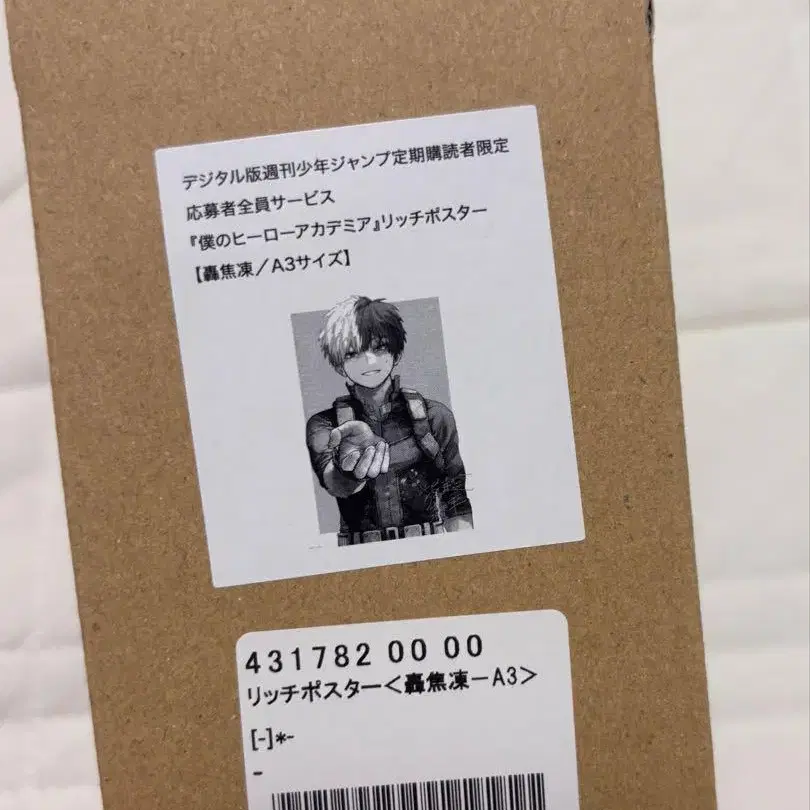 デジタル版週刊少年ジャンプ定期購読者限定
応募者全員サービス
『僕のヒーローアカデミア』リッチポスター
【轟焦凍／A3サイズ】
431782 00 00
リッチポスター＜轟焦凍－A3＞
[-]*-
-